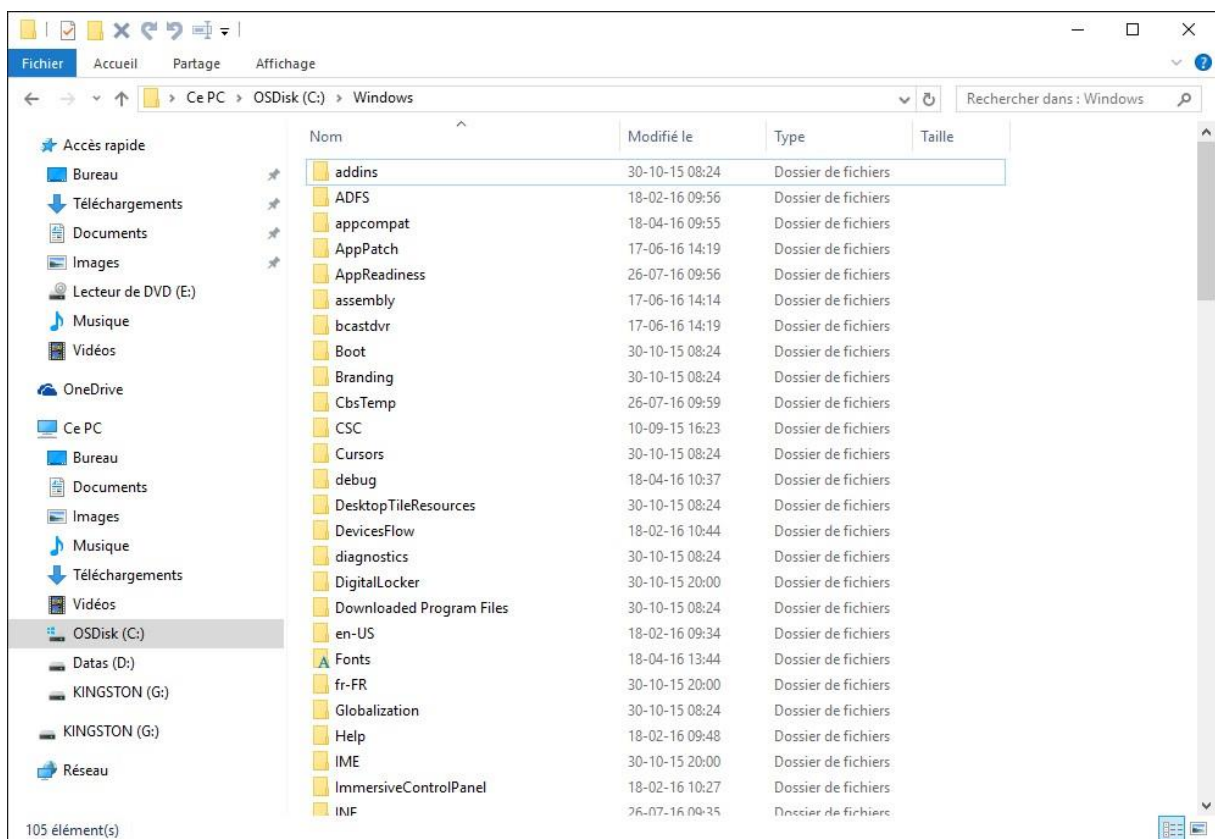 Fichier Accueil Partage Affichage
Ce PC > OSDisk (C:) > Windows
Rechercher dans : Windows
Accès rapide
Bureau
Téléchargements
Documents
Images
Lecteur de DVD (E:)
Musique
Vidéos
OneDrive
Ce PC
Bureau
Documents
Images
Musique
Téléchargements
Vidéos
OSDisk (C:)
Datas (D:)
KINGSTON (G:)
KINGSTON (G:)
Réseau
Nom Modifié le Type Taille
addins 30-10-15 08:24 Dossier de fichiers
ADFS 18-02-16 09:56 Dossier de fichiers
appcompat 18-04-16 09:55 Dossier de fichiers
AppPatch 17-06-16 14:19 Dossier de fichiers
AppReadiness 26-07-16 09:56 Dossier de fichiers
assembly 17-06-16 14:14 Dossier de fichiers
bcastdvr 17-06-16 14:19 Dossier de fichiers
Boot 30-10-15 08:24 Dossier de fichiers
Branding 30-10-15 08:24 Dossier de fichiers
CbsTemp 26-07-16 09:59 Dossier de fichiers
CSC 10-09-15 16:23 Dossier de fichiers
Cursors 30-10-15 08:24 Dossier de fichiers
debug 18-04-16 10:37 Dossier de fichiers
DesktopTileResources 30-10-15 08:24 Dossier de fichiers
DevicesFlow 18-02-16 10:44 Dossier de fichiers
diagnostics 30-10-15 08:24 Dossier de fichiers
DigitalLocker 30-10-15 20:00 Dossier de fichiers
Downloaded Program Files 30-10-15 08:24 Dossier de fichiers
en-US 18-02-16 09:34 Dossier de fichiers
Fonts 18-04-16 13:44 Dossier de fichiers
fr-FR 30-10-15 20:00 Dossier de fichiers
Globalization 30-10-15 08:24 Dossier de fichiers
Help 18-02-16 09:48 Dossier de fichiers
IME 30-10-15 20:00 Dossier de fichiers
ImmersiveControlPanel 18-02-16 10:27 Dossier de fichiers
INF 26-07-16 09:35 Dossier de fichiers
105 élément(s)